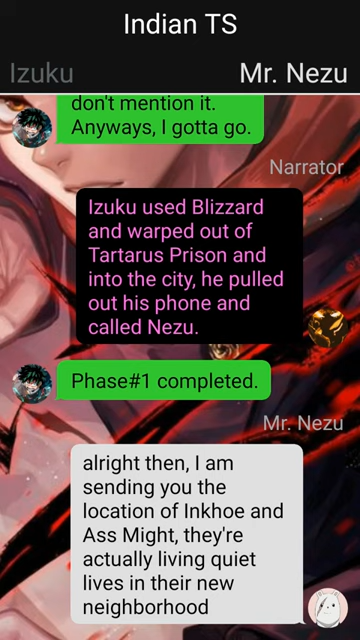 Indian TS
Izuku
Mr. Nezu
don't mention it.
Anyways, I gotta go.
Narrator
Izuku used Blizzard
and warped out of
Tartarus Prison and
into the city, he pulled
out his phone and
called Nezu.
Phase#1 completed.
Mr. Nezu
alright then, I am
sending you the
location of Inkhoe and
Ass Might, they're
actually living quiet
lives in their new
neighborhood